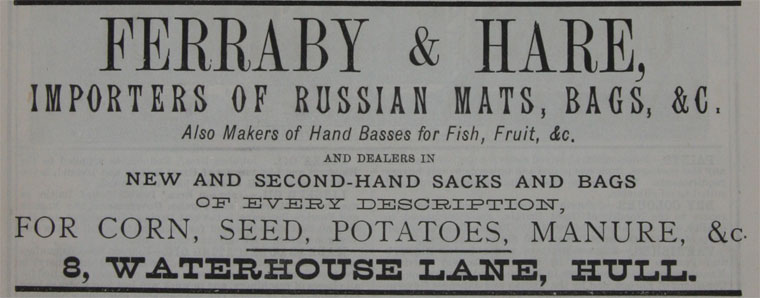 FERRABY & HARE,
IMPORTERS OF RUSSIAN MATS, BAGS, &C.
Also Makers of Hand Basses for Fish, Fruit, &c.
AND DEALERS IN
NEW AND SECOND-HAND SACKS AND BAGS
OF EVERY DESCRIPTION,
FOR CORN, SEED, POTATOES, MANURE, &c.
8, WATERHOUSE LANE, HULL.